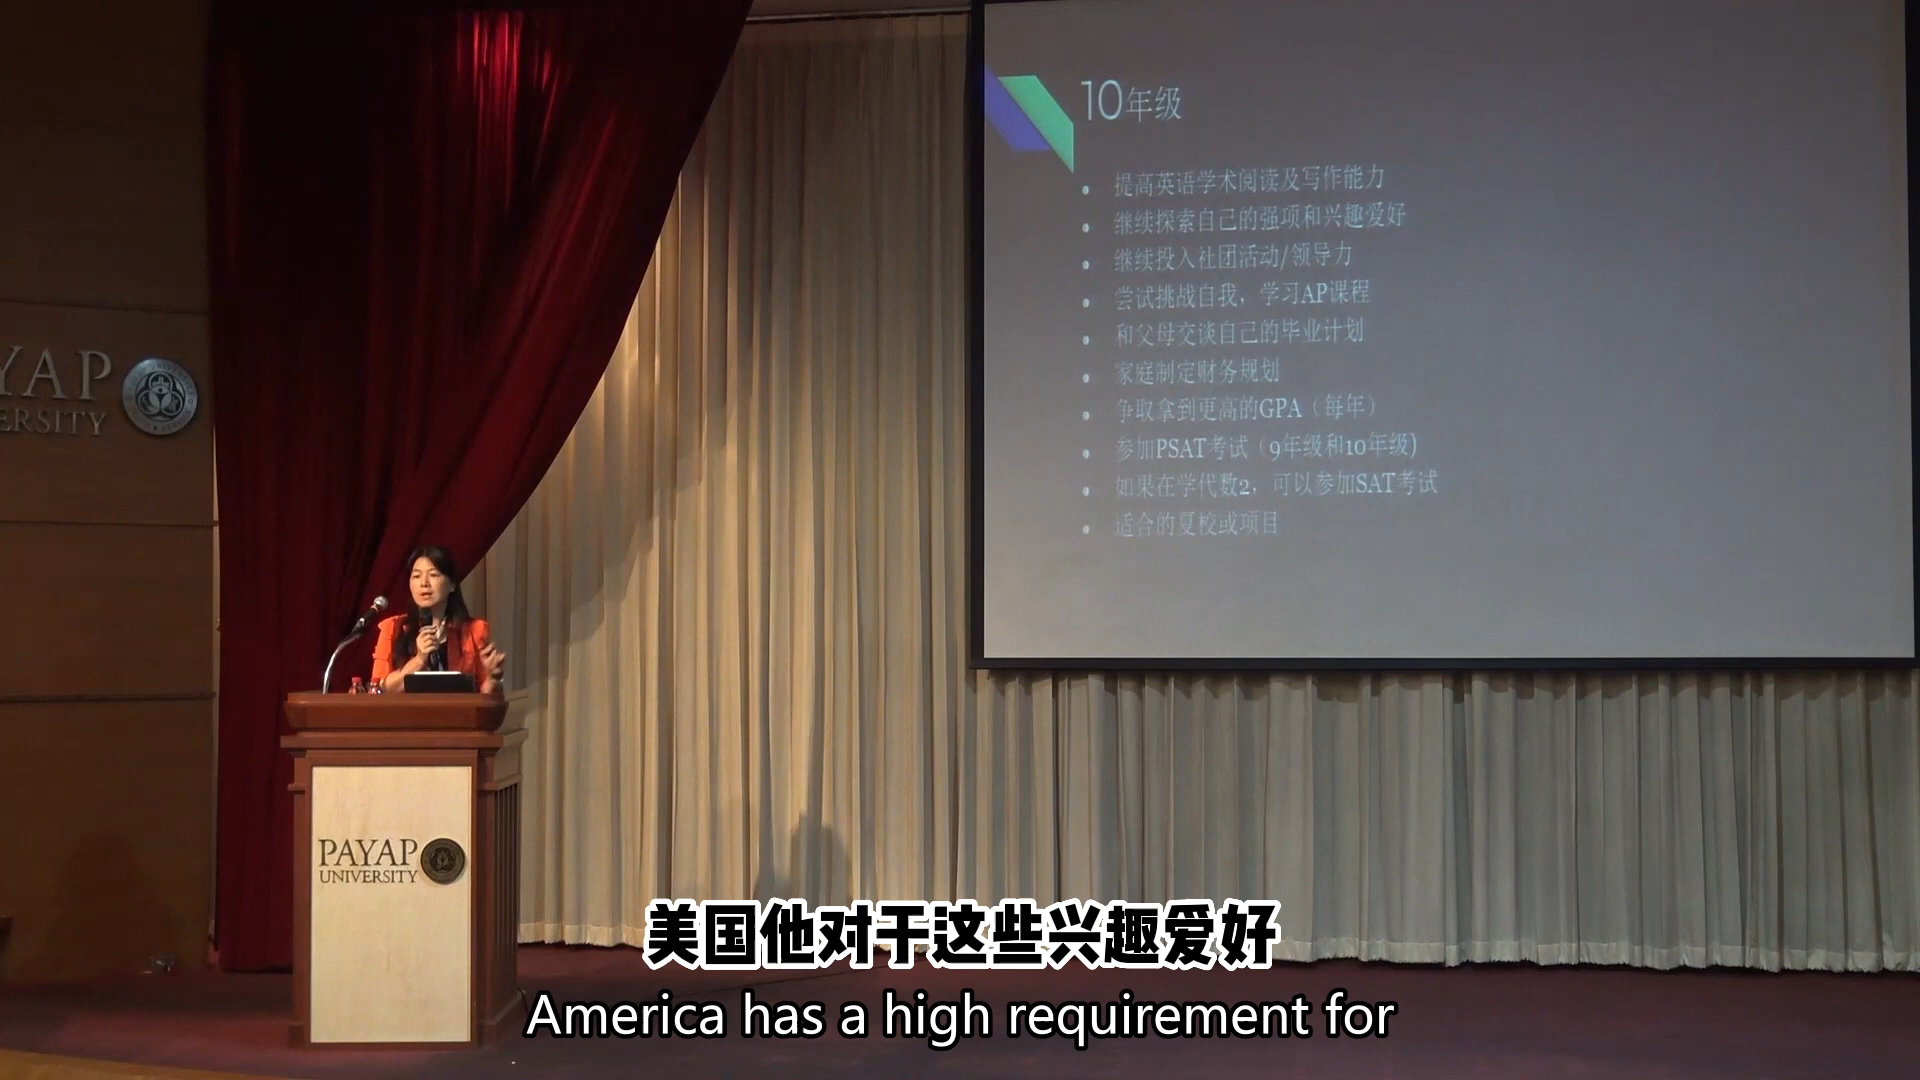 10年级
提高英语学术阅读及写作能力
继续探索自己的强项和兴趣爱好
继续投入社团活动/领导力
尝试挑战自我，学习AP课程
和父母交谈自己的毕业计划
家庭制定财务规划
争取拿到更高的GPA（每年）
参加PSAT考试（9年级和10年级)
如果在学代数2，可以参加SAT考试
适合的夏校或项目
YAP
ERSITY
PAYAP
UNIVERSITY
美国他对于这些兴趣爱好
America has a high requirement for